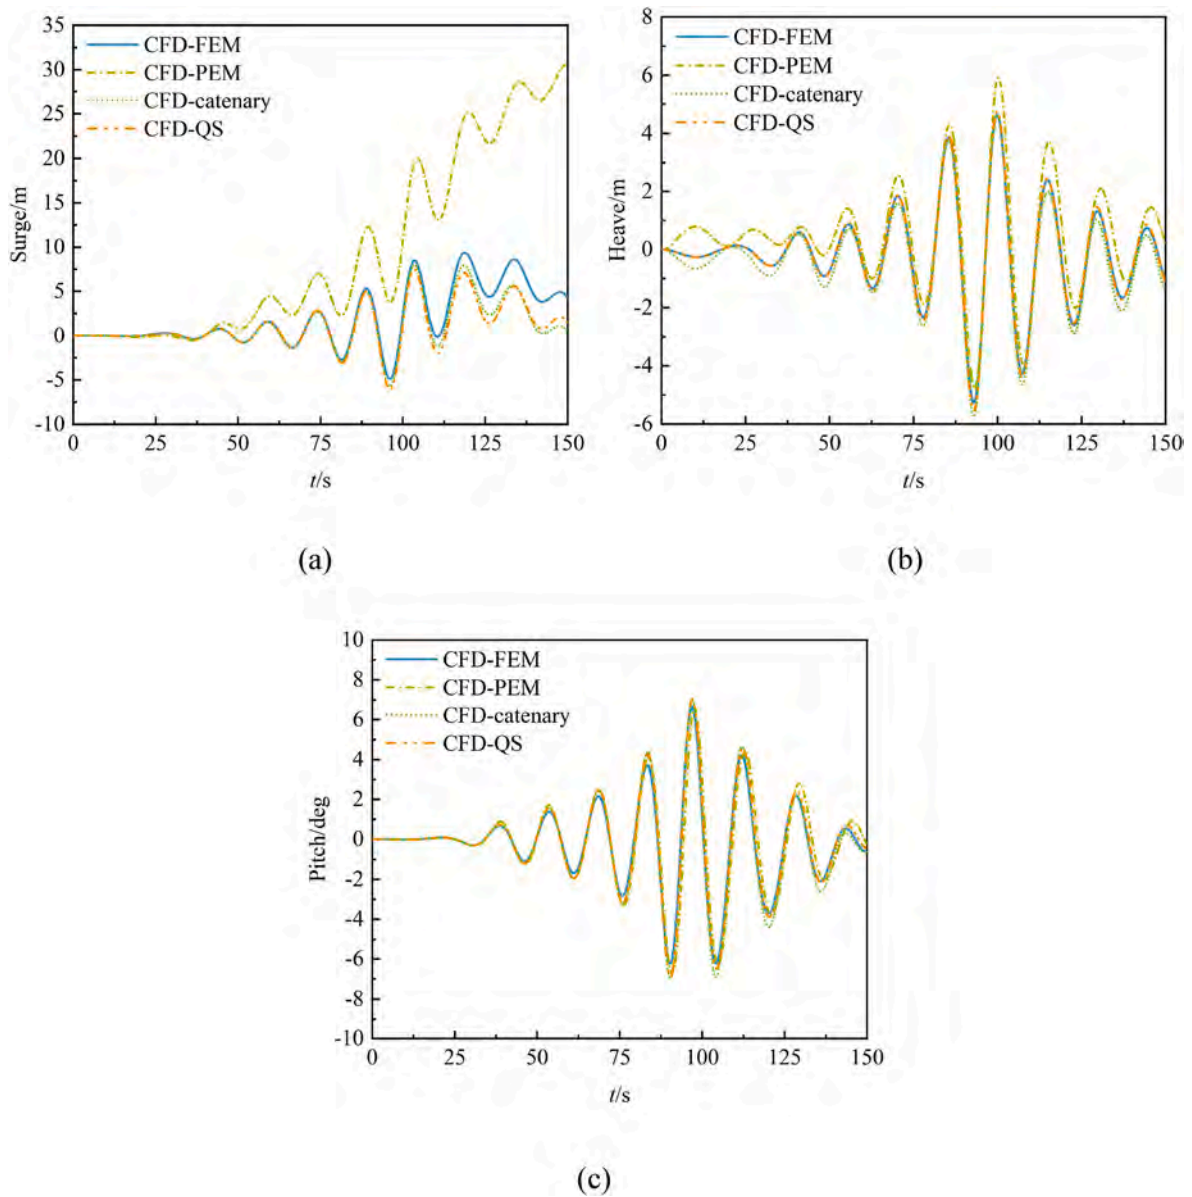 35
30
25
20
15
10
5
0
-5
-10
Surge/m
CFD-FEM
CFD-PEM
CFD-catenary
CFD-QS
0 25 50 75 100 125 150
t/s
(a)
8
6
4
2
0
-2
-4
-6
Heave/m
CFD-FEM
CFD-PEM
CFD-catenary
CFD-QS
0 25 50 75 100 125 150
t/s
(b)
10
8
6
4
2
0
-2
-4
-6
-8
-10
Pitch/deg
CFD-FEM
CFD-PEM
CFD-catenary
CFD-QS
0 25 50 75 100 125 150
t/s
(c)